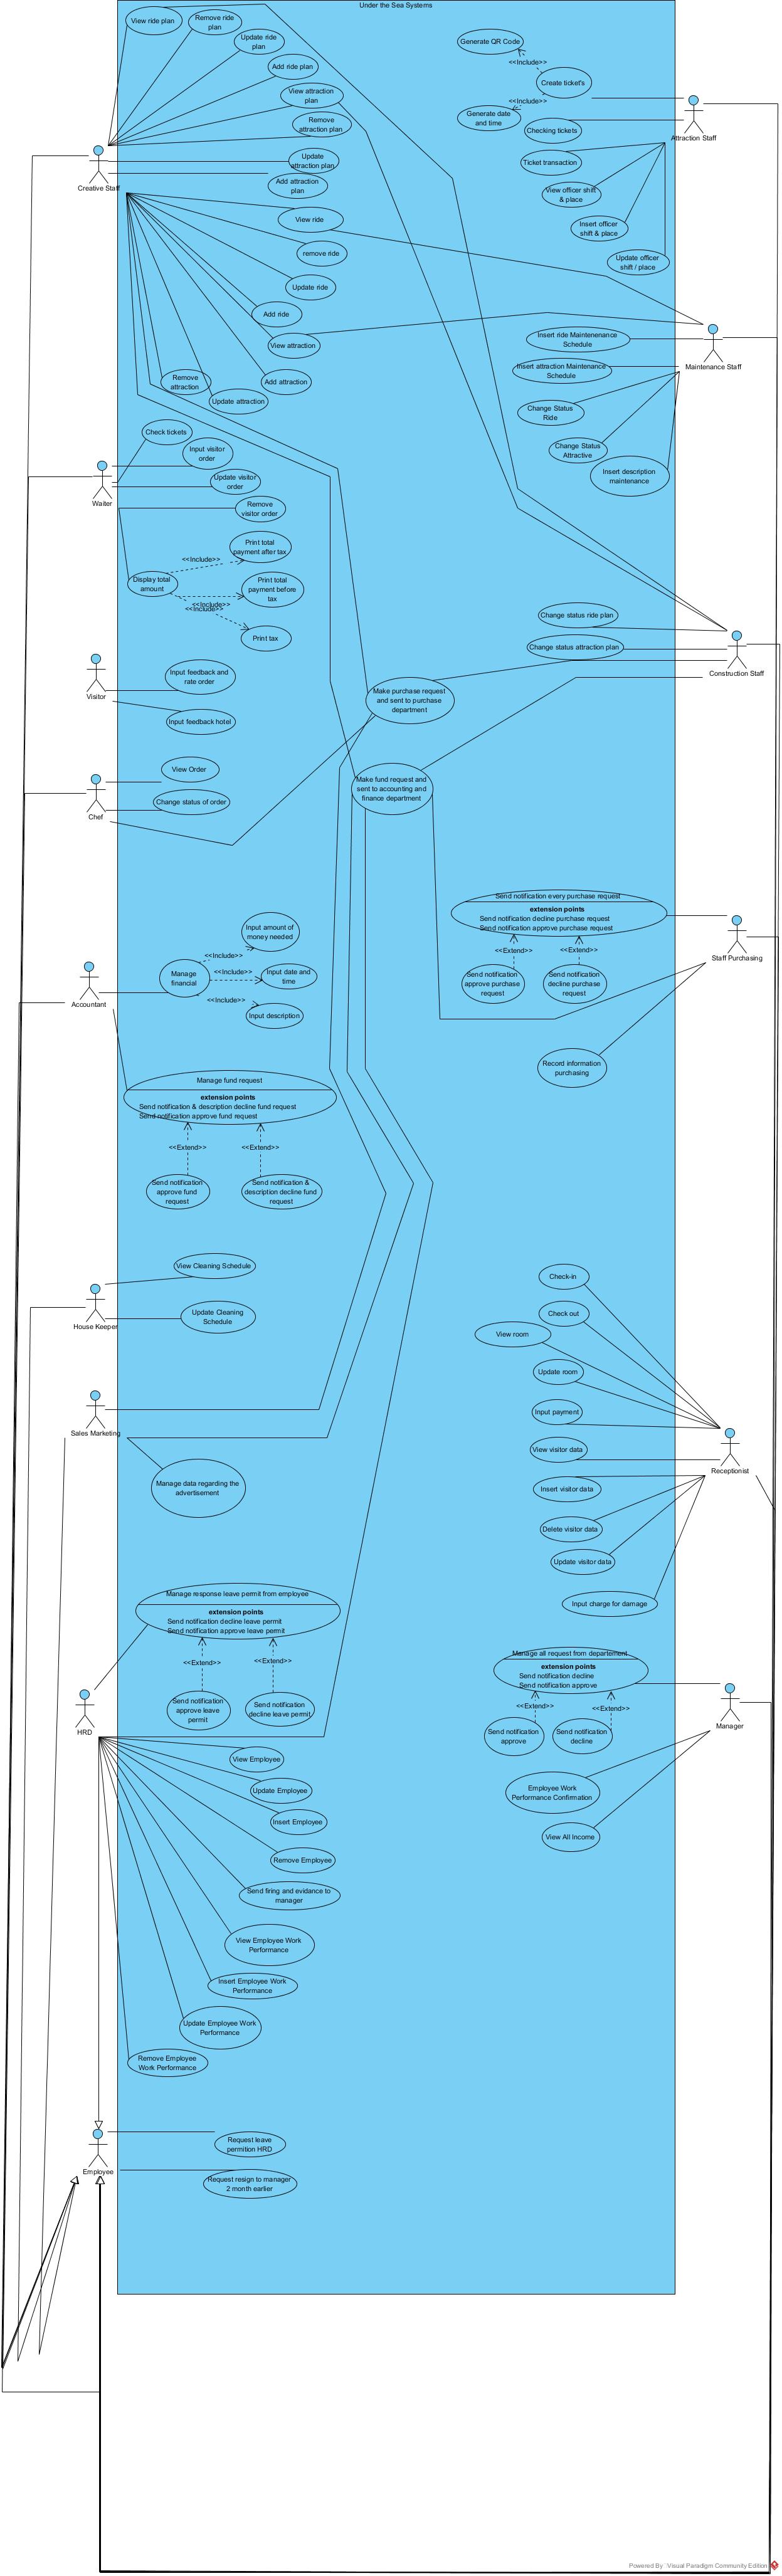 Under the Sea Systems
View ride plan
Remove ride
plan
Update ride
plan
Add ride plan
View attraction
plan
Remove
attraction plan
Update
attraction plan
Add attraction
plan
Creative Staff
View ride
remove ride
Update ride
Add ride
View attraction
Add attraction
Remove
attraction
Update attraction
Generate QR Code
<<Include>>
Create ticket's
<<Include>>
Generate date
and time
Attraction Staff
Checking tickets
Ticket transaction
View officer shift
& place
Insert officer
shift & place
Update officer
shift / place
Insert ride Maintenenance
Schedule
Insert attraction Maintenance
Schedule
Maintenance Staff
Change Status
Ride
Change Status
Attractive
Insert description
maintenance
Check tickets
Input visitor
order
Update visitor
order
Waiter
Remove
visitor order
Print total
payment after tax
<<Include>>
Display total
amount
Print total
payment before
tax
<<Include>>
<<Include>>
Print tax
Change status ride plan
Change status attraction plan
Construction Staff
Input feedback and
rate order
Visitor
Input feedback hotel
Make purchase request
and sent to purchase
department
View Order
Change status of order
Chef
Make fund request and
sent to accounting and
finance department
Send notification every purchase request
extension points
Send notification decline purchase request
Send notification approve purchase request
<<Extend>>
<<Extend>>
Send notification
approve purchase
request
Send notification
decline purchase
request
Staff Purchasing
Record information
purchasing
Input amount of
money needed
<<Include>>
Manage
financial
<<Include>>
Input date and
time
<<Include>>
Input description
Accountant
Manage fund request
extension points
Send notification & description decline fund request
Send notification approve fund request
<<Extend>>
<<Extend>>
Send notification
approve fund
request
Send notification &
description decline fund
request
View Cleaning Schedule
Update Cleaning
Schedule
House Keeper
Check-in
Check out
View room
Update room
Input payment
View visitor data
Receptionist
Insert visitor data
Delete visitor data
Update visitor data
Input charge for damage
Sales Marketing
Manage data regarding the
advertisement
Manage response leave permit from employee
extension points
Send notification decline leave permit
Send notification approve leave permit
<<Extend>>
<<Extend>>
Send notification
approve leave
permit
Send notification
decline leave permit
HRD
Manage all request from departement
extension points
Send notification decline
Send notification approve
<<Extend>>
<<Extend>>
Send notification
approve
Send notification
decline
Manager
Employee Work
Performance Confirmation
View All Income
View Employee
Update Employee
Insert Employee
Remove Employee
Send firing and evidance to
manager
View Employee Work
Performance
Insert Employee Work
Performance
Update Employee Work
Performance
Remove Employee
Work Performance
Employee
Request leave
permition HRD
Request resign to manager
2 month earlier
Powered By Visual Paradigm Community Edition